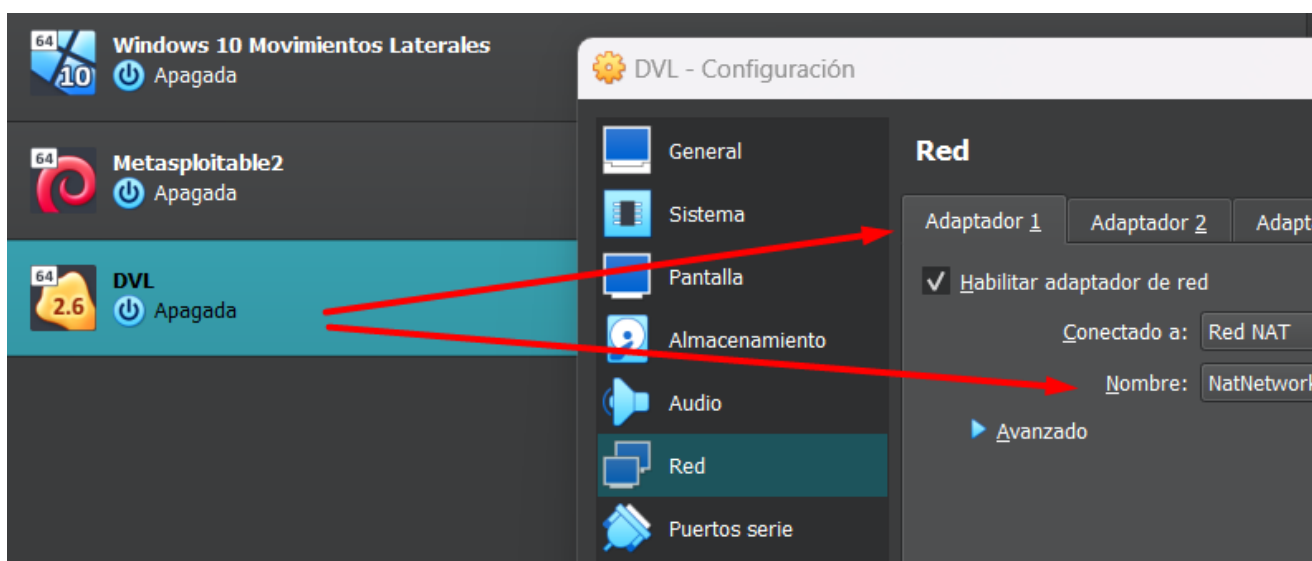 64
10
Windows 10 Movimientos Laterales
Apagada
64
Metasploitable2
Apagada
64
2.6
DVL
Apagada
DVL - Configuración
General
Sistema
Pantalla
Almacenamiento
Audio
Red
Puertos serie
Red
Adaptador 1 Adaptador 2 Adapt
Habilitar adaptador de red
Conectado a: Red NAT
Nombre: NatNetwork
Avanzado